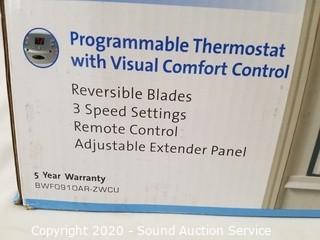 Programmable Thermostat
with Visual Comfort Control
Reversible Blades
3 Speed Settings
Remote Control
Adjustable Extender Panel
5 Year Warranty
BWF0910AR-ZWCU
Copyright 2020 - Sound Auction Service